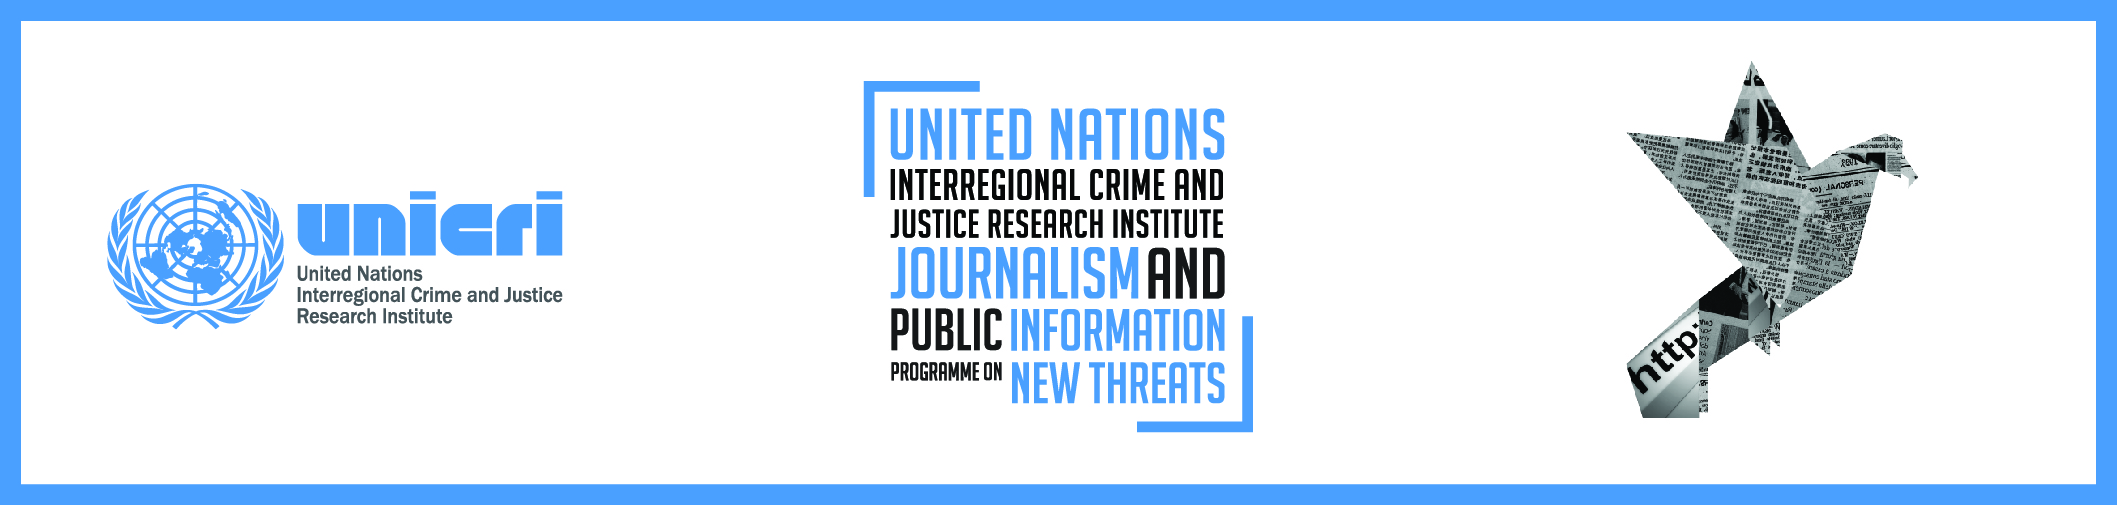 unicri
United Nations
Interregional Crime and Justice
Research Institute
UNITED NATIONS
INTERREGIONAL CRIME AND
JUSTICE RESEARCH INSTITUTE
JOURNALISM AND
PUBLIC INFORMATION
PROGRAMME ON NEW THREATS
http